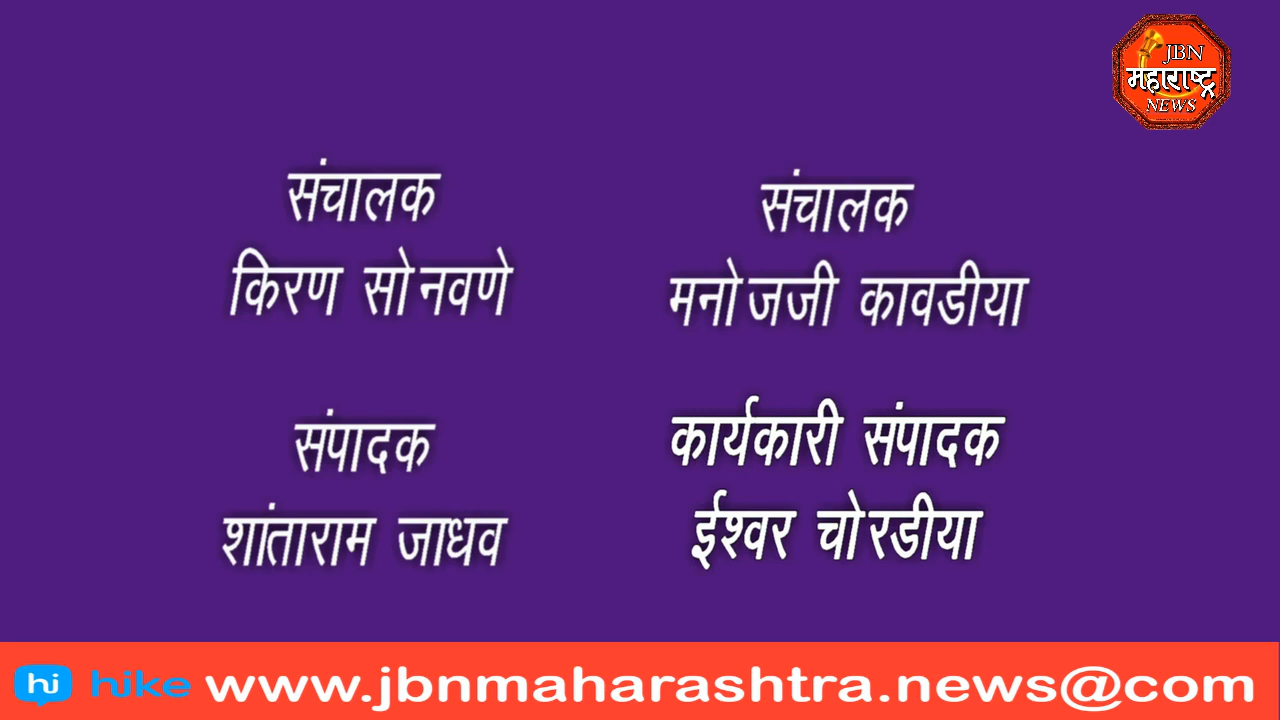 JBN
महाराष्ट्र
NEWS
संचालक
किरण सोनवणे
संचालक
मनोजजी कावडीया
संपादक
शांताराम जाधव
कार्यकारी संपादक
ईश्वर चोरडीया
hi hike www.jbnmaharashtra.news@com